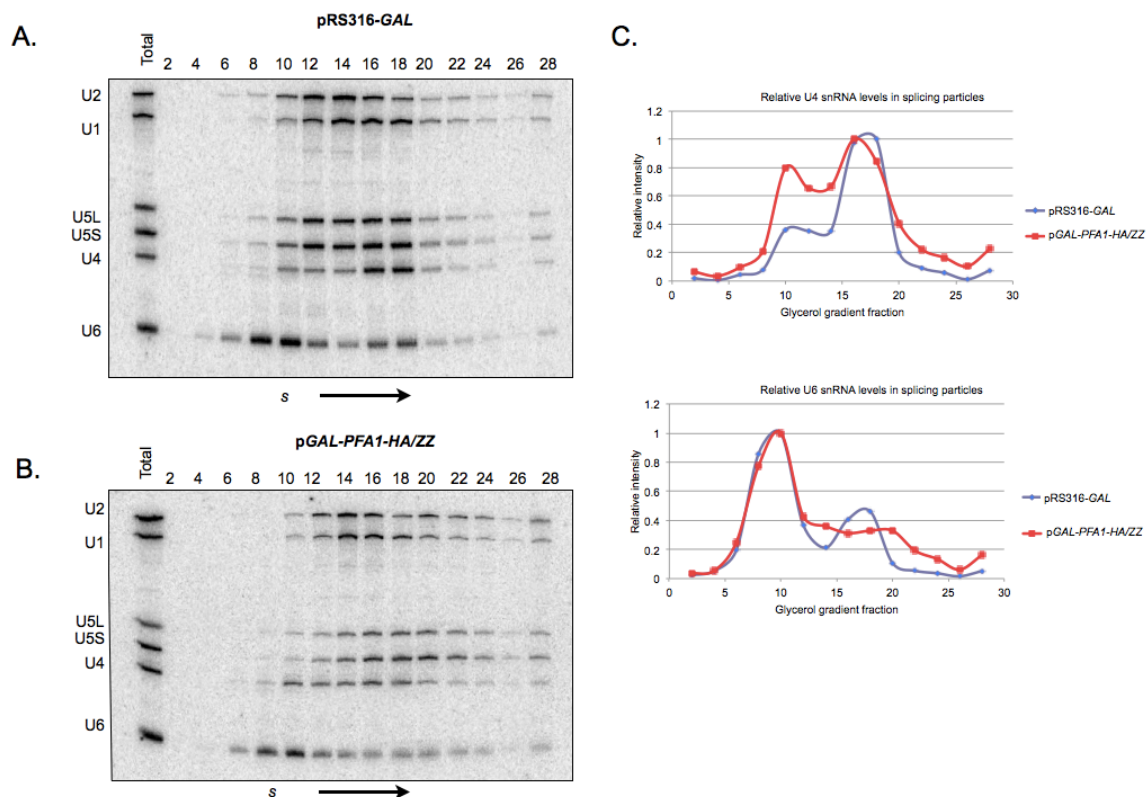 A.
pRS316-GAL
Total 2 4 6 8 10 12 14 16 18 20 22 24 26 28
U2
U1
U5L
U5S
U4
U6
s
B.
pGAL-PFA1-HA/ZZ
Total 2 4 6 8 10 12 14 16 18 20 22 24 26 28
U2
U1
U5L
U5S
U4
U6
s
C.
Relative U4 snRNA levels in splicing particles
Relative intensity
1.2
1
0.8
0.6
0.4
0.2
0
0 5 10 15 20 25 30
Glycerol gradient fraction
pRS316-GAL
pGAL-PFA1-HA/ZZ
Relative U6 snRNA levels in splicing particles
Relative intensity
1.2
1
0.8
0.6
0.4
0.2
0
0 5 10 15 20 25 30
Glycerol gradient fraction
pRS316-GAL
pGAL-PFA1-HA/ZZ